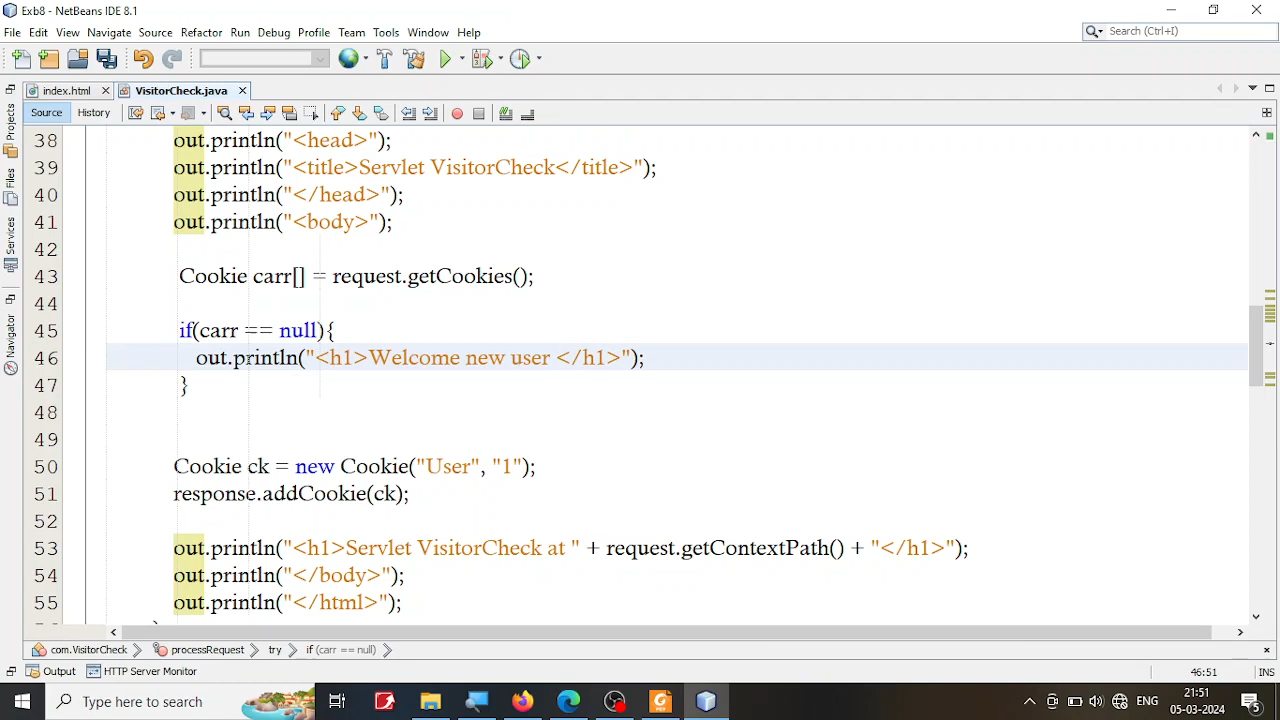 Exb8 - NetBeans IDE 8.1
File Edit View Navigate Source Refactor Run Debug Profile Team Tools Window Help
Search (Ctrl+I)
index.html VisitorCheck.java
Source History
Projects
Files
Services
Navigator
38 out.println("<head>");
39 out.println("<title>Servlet VisitorCheck</title>");
40 out.println("</head>");
41 out.println("<body>");
42
43 Cookie carr[] = request.getCookies();
44
45 if(carr == null){
46 out.println("<h1>Welcome new user </h1>");
47 }
48
49
50 Cookie ck = new Cookie("User", "1");
51 response.addCookie(ck);
52
53 out.println("<h1>Servlet VisitorCheck at " + request.getContextPath() + "</h1>");
54 out.println("</body>");
55 out.println("</html>");
com.VisitorCheck processRequest try if (carr == null)
Output HTTP Server Monitor
46:51 INS
Type here to search
ENG
21:51
05-03-2024
5